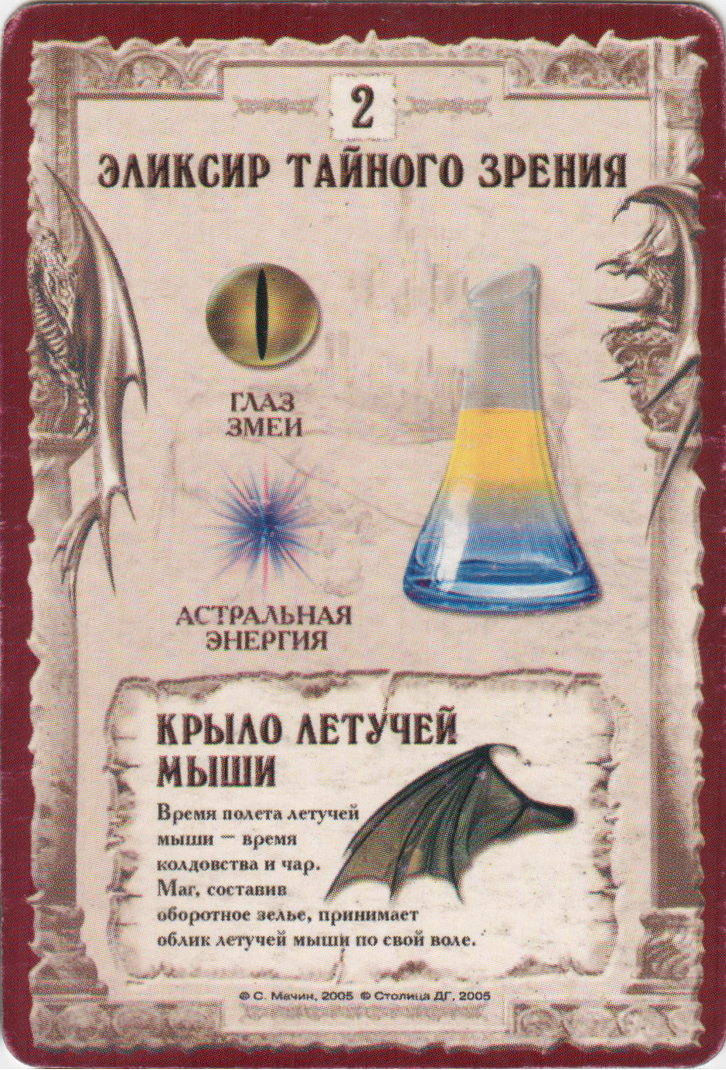 2
ЭЛИКСИР ТАЙНОГО ЗРЕНИЯ
ГЛАЗ
ЗМЕИ
АСТРАЛЬНАЯ
ЭНЕРГИЯ
КРЫЛО ЛЕТУЧЕЙ
МЫШИ
Время полета летучей
мыши – время
колдовства и чар.
Маг, составив
оборотное зелье, принимает
облик летучей мыши по свой воле.
© С. Мачин, 2005 © Столица ДГ, 2005